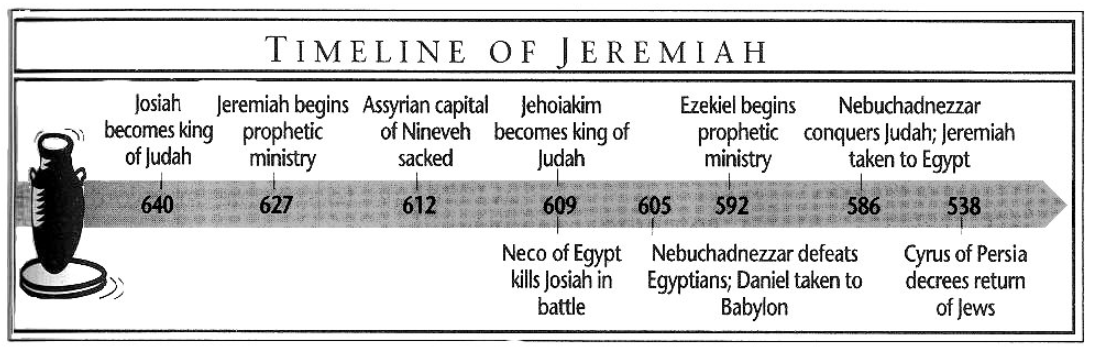 TIMELINE OF JEREMIAH
Josiah
becomes king
of Judah
Jeremiah begins
prophetic
ministry
Assyrian capital
of Nineveh
sacked
Jehoiakim
becomes king of
Judah
Ezekiel begins
prophetic
ministry
Nebuchadnezzar
conquers Judah; Jeremiah
taken to Egypt
640 627 612 609 605 592 586 538
Neco of Egypt
kills Josiah in
battle
Nebuchadnezzar defeats
Egyptians; Daniel taken to
Babylon
Cyrus of Persia
decrees return
of Jews